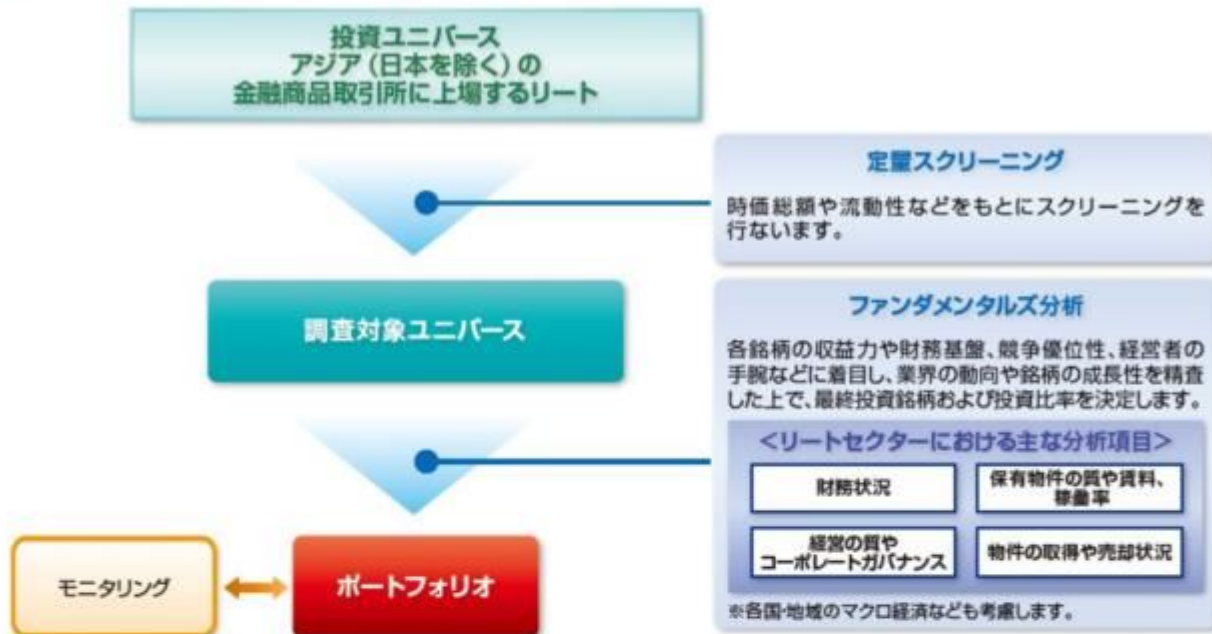 投資ユニバース
アジア（日本を除く）の
金融商品取引所に上場するリート
定量スクリーニング
時価総額や流動性などをもとにスクリーニングを
行ないます。
調査対象ユニバース
ファンダメンタルズ分析
各銘柄の収益力や財務基盤、競争優位性、経営者の
手腕などに着目し、業界の動向や銘柄の成長性を精査
した上で、最終投資銘柄および投資比率を決定します。
＜リートセクターにおける主な分析項目＞
財務状況
保有物件の質や賃料、
稼働率
経営の質や
コーポレートガバナンス
物件の取得や売却状況
※各国・地域のマクロ経済なども考慮します。
モニタリング
ポートフォリオ